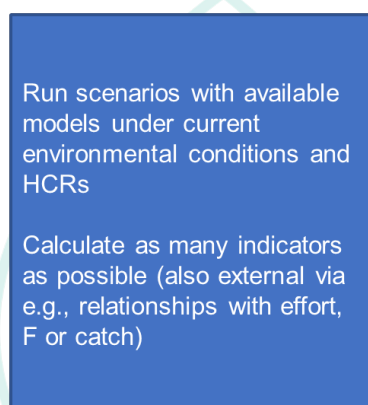 Run scenarios with available
models under current
environmental conditions and
HCRs
Calculate as many indicators
as possible (also external via
e.g., relationships with effort,
F or catch)